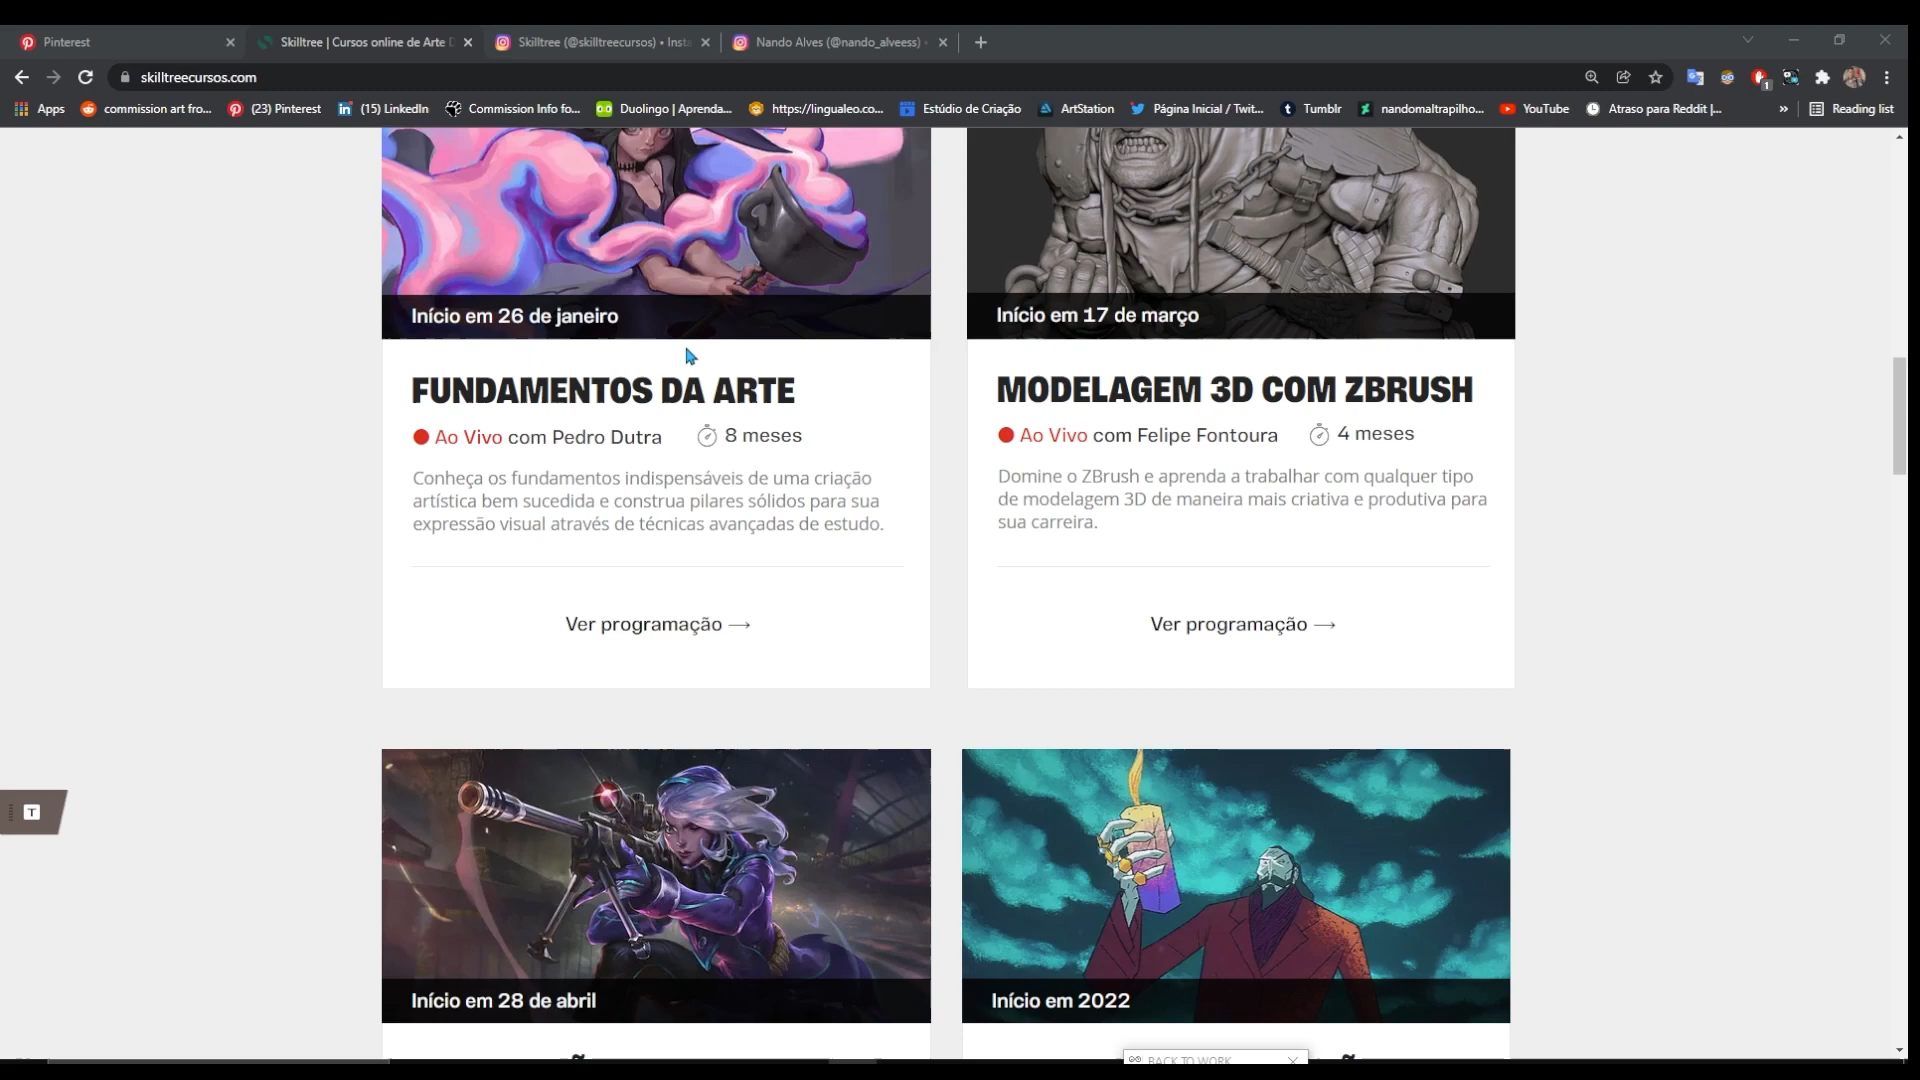 Pinterest
Skilltree | Cursos online de Arte D
Skilltree (@skilltreecursos) • Insta
Nando Alves (@nando_alveess) •
skilltreecursos.com
1
Apps
commission art fro...
(23) Pinterest
(15) LinkedIn
Commission Info fo...
Duolingo | Aprenda...
https://lingualeo.co...
Estúdio de Criação
ArtStation
Página Inicial / Twit...
Tumblr
nandomaltrapilho...
YouTube
Atraso para Reddit |...
»
Reading list
Início em 26 de janeiro
FUNDAMENTOS DA ARTE
Ao Vivo com Pedro Dutra
8 meses
Conheça os fundamentos indispensáveis de uma criação
artística bem sucedida e construa pilares sólidos para sua
expressão visual através de técnicas avançadas de estudo.
Ver programação →
Início em 17 de março
MODELAGEM 3D COM ZBRUSH
Ao Vivo com Felipe Fontoura
4 meses
Domine o ZBrush e aprenda a trabalhar com qualquer tipo
de modelagem 3D de maneira mais criativa e produtiva para
sua carreira.
Ver programação →
T
Início em 28 de abril
Início em 2022
BACK TO WORK